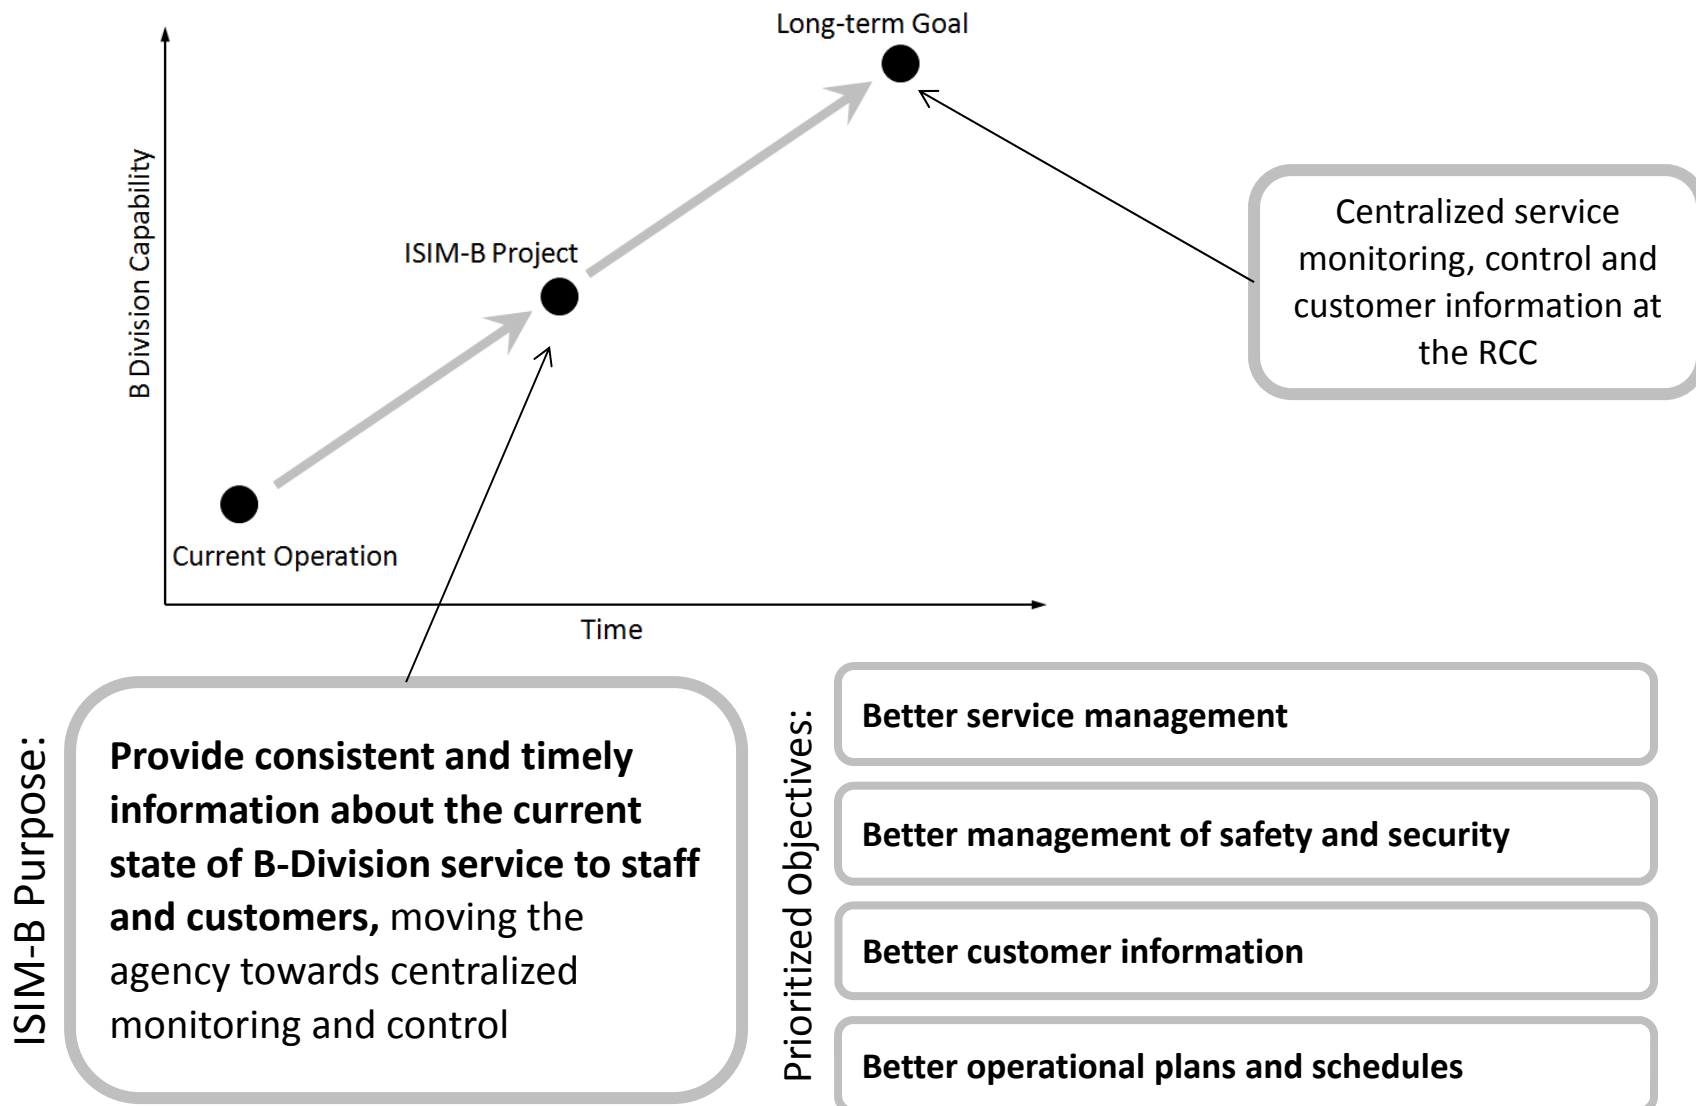 Long-term Goal
B Division Capability
ISIM-B Project
Centralized service
monitoring, control and
customer information at
the RCC
Current Operation
Time
ISIM-B Purpose:
Provide consistent and timely
information about the current
state of B-Division service to staff
and customers, moving the
agency towards centralized
monitoring and control
Prioritized objectives:
Better service management
Better management of safety and security
Better customer information
Better operational plans and schedules